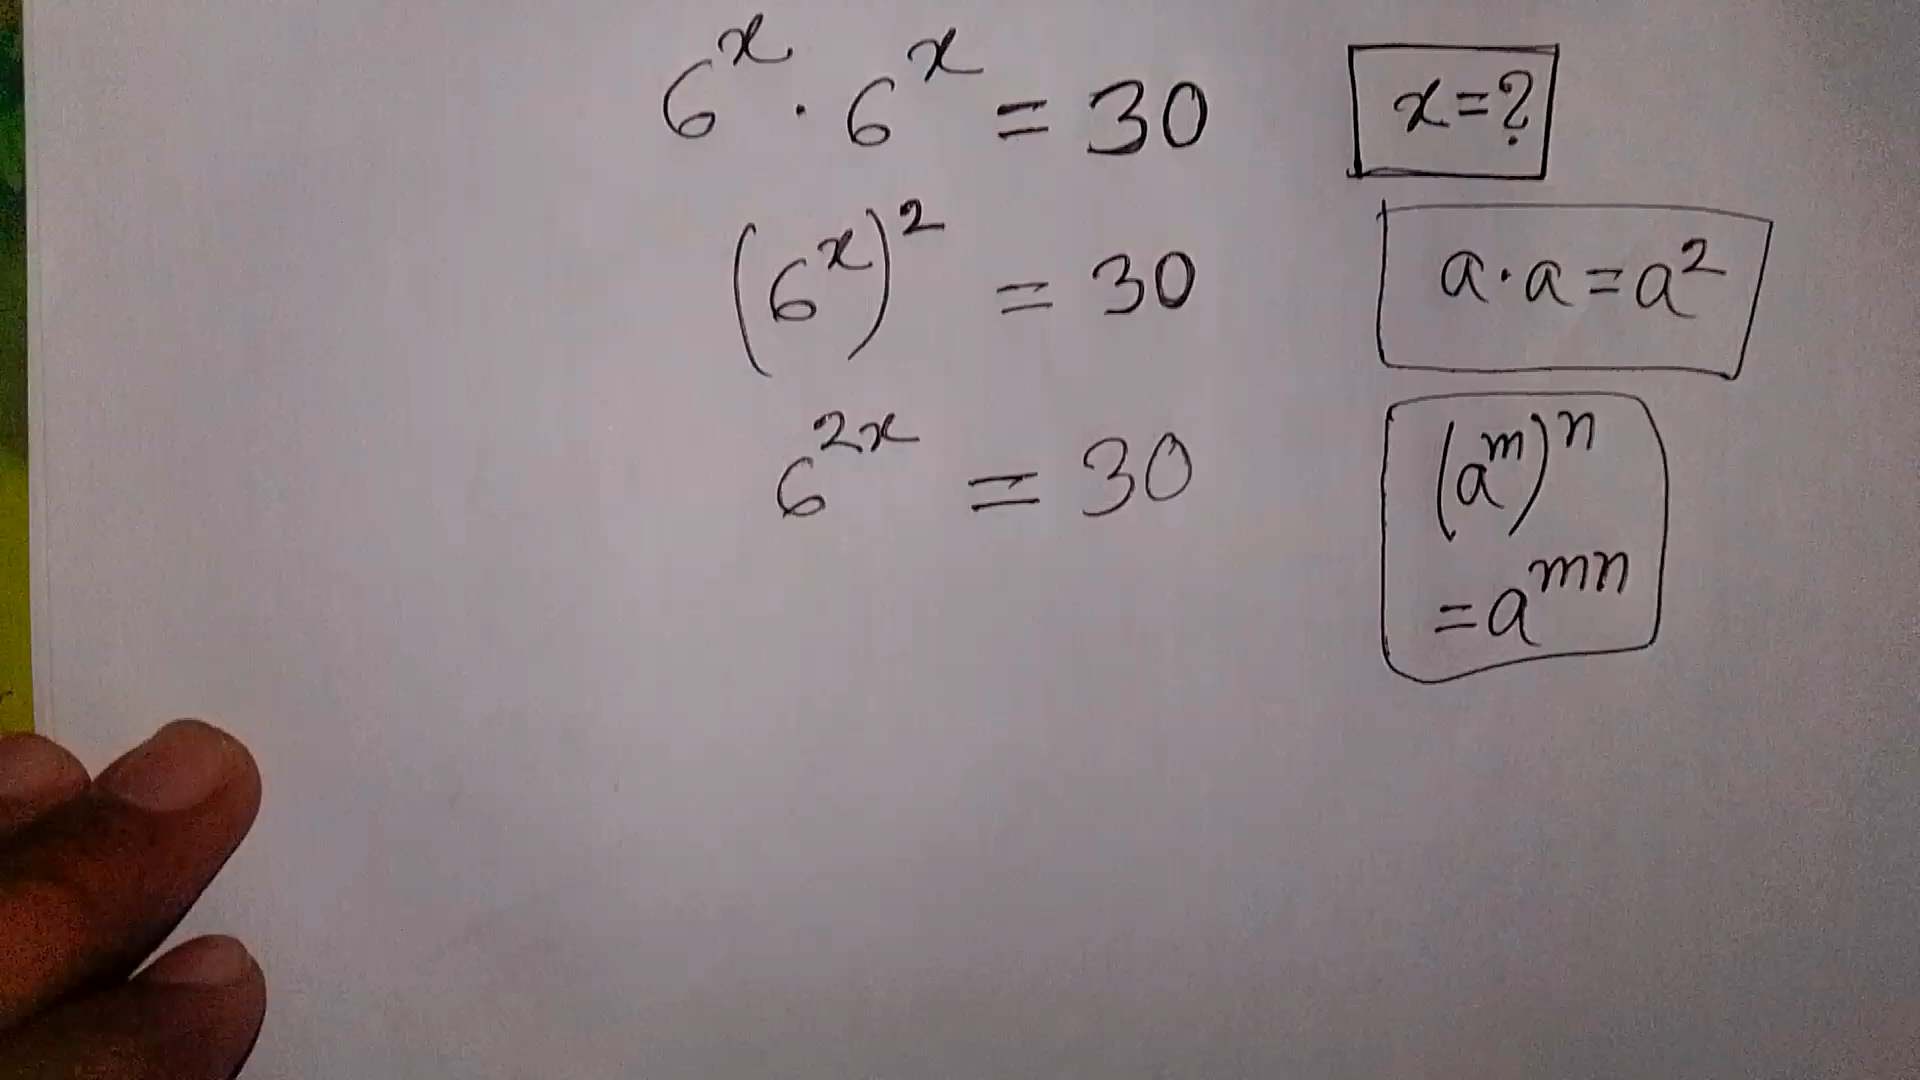 6^x · 6^x = 30
x = ?
(6^x)^2 = 30
a · a = a^2
6^{2x} = 30
(a^m)^n
= a^{mn}